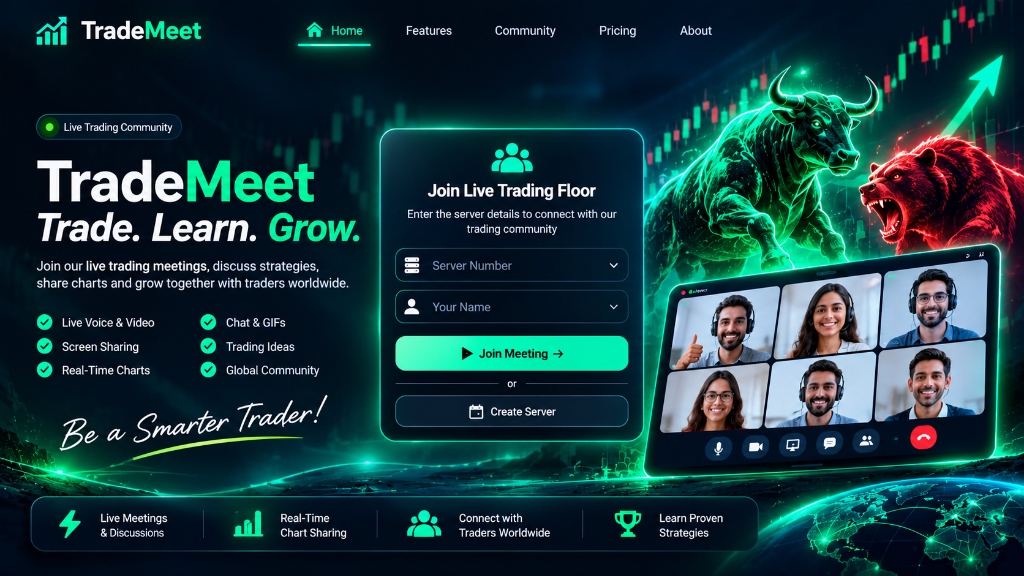 TradeMeet
Home
Features
Community
Pricing
About
Live Trading Community
TradeMeet
Trade. Learn. Grow.
Join our live trading meetings, discuss strategies,
share charts and grow together with traders worldwide.
Live Voice & Video
Chat & GIFs
Screen Sharing
Trading Ideas
Real-Time Charts
Global Community
Be a Smarter Trader!
Join Live Trading Floor
Enter the server details to connect with our
trading community
Server Number
Your Name
Join Meeting →
or
Create Server
Live Meetings
& Discussions
Real-Time
Chart Sharing
Connect with
Traders Worldwide
Learn Proven
Strategies